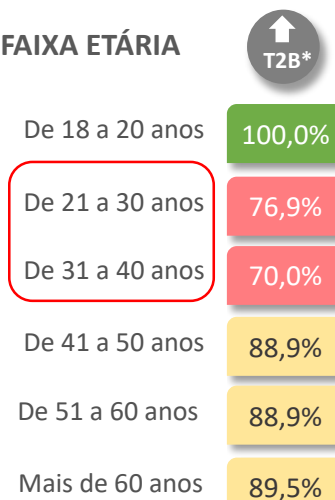 FAIXA ETÁRIA T2B*
De 18 a 20 anos 100,0%
De 21 a 30 anos 76,9%
De 31 a 40 anos 70,0%
De 41 a 50 anos 88,9%
De 51 a 60 anos 88,9%
Mais de 60 anos 89,5%